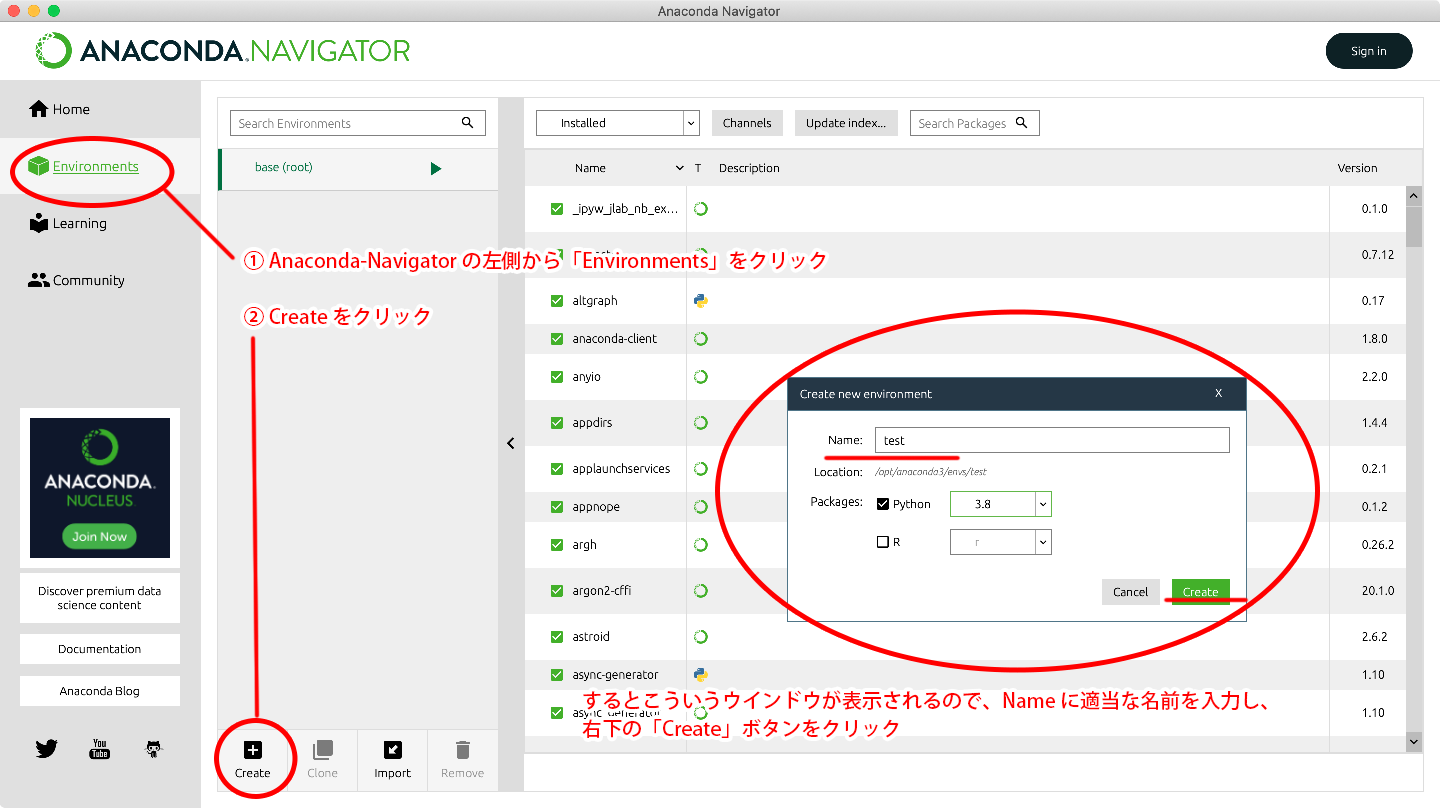 Anaconda Navigator
ANACONDA.NAVIGATOR
Sign in
Home
Environments
Learning
Community
ANACONDA.
NUCLEUS
Join Now
Discover premium data
science content
Documentation
Anaconda Blog
You
Tube
Search Environments
base (root)
① Anaconda-Navigator の左側から「Environments」をクリック
② Create をクリック
Create
Clone
Import
Remove
Installed
Channels
Update index...
Search Packages
Name T Description Version
_ipyw_jlab_nb_ex... 0.1.0
0.7.12
altgraph 0.17
anaconda-client 1.8.0
anyio 2.2.0
appdirs 1.4.4
applaunchservices 0.2.1
appnope 0.1.2
argh 0.26.2
argon2-cffi 20.1.0
astroid 2.6.2
async-generator 1.10
async_generator 1.10
Create new environment X
Name: test
Location: /opt/anaconda3/envs/test
Packages: Python 3.8
R r
Cancel Create
するとこういうウインドウが表示されるので、Name に適当な名前を入力し、
右下の「Create」ボタンをクリック